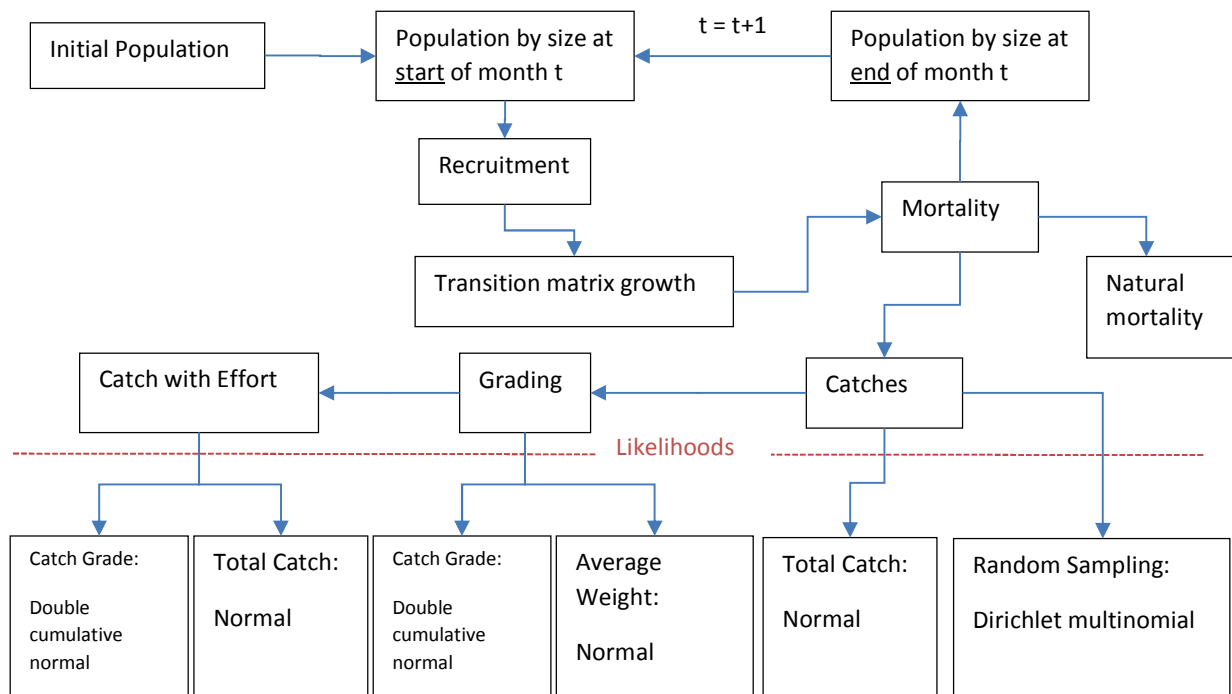 Initial Population
Population by size at
start of month t
t = t+1
Population by size at
end of month t
Recruitment
Mortality
Transition matrix growth
Natural
mortality
Catch with Effort
Grading
Catches
Likelihoods
Catch Grade:
Double
cumulative
normal
Total Catch:
Normal
Catch Grade:
Double
cumulative
normal
Average
Weight:
Normal
Total Catch:
Normal
Random Sampling:
Dirichlet multinomial